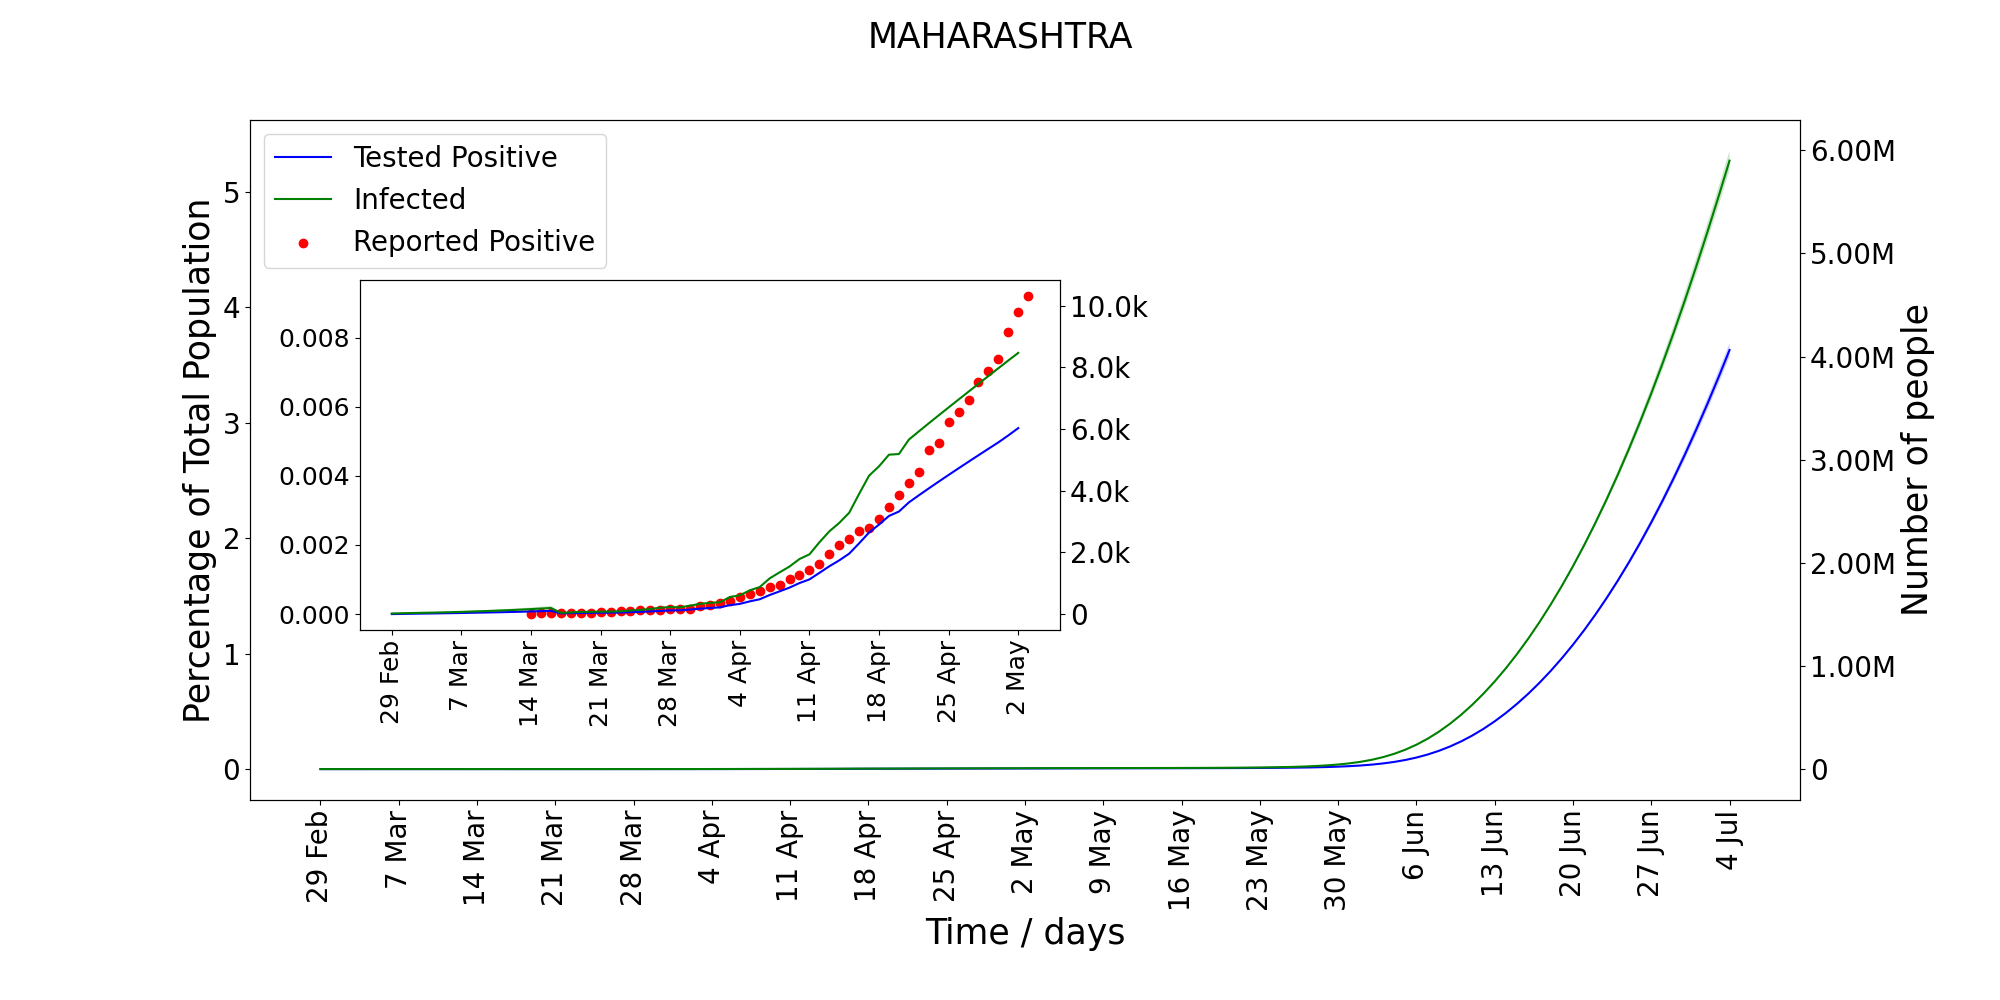 MAHARASHTRA
Tested Positive
Infected
Reported Positive
Percentage of Total Population
5
4
3
2
1
0
6.00M
5.00M
4.00M
3.00M
2.00M
1.00M
0
Number of people
0.008
0.006
0.004
0.002
0.000
10.0k
8.0k
6.0k
4.0k
2.0k
0
29 Feb
7 Mar
14 Mar
21 Mar
28 Mar
4 Apr
11 Apr
18 Apr
25 Apr
2 May
29 Feb
7 Mar
14 Mar
21 Mar
28 Mar
4 Apr
11 Apr
18 Apr
25 Apr
2 May
9 May
16 May
23 May
30 May
6 Jun
13 Jun
20 Jun
27 Jun
4 Jul
Time / days